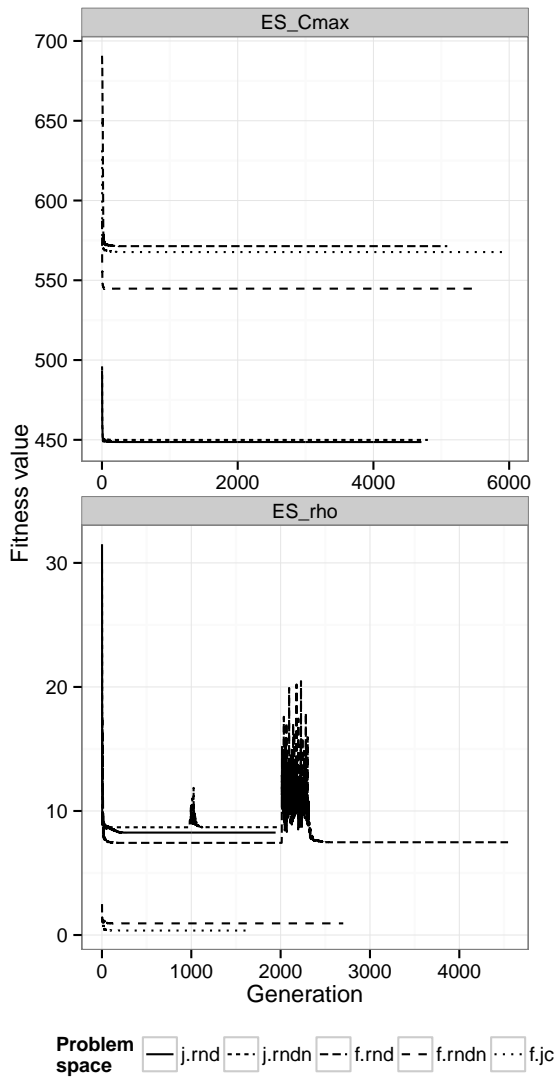 ES_Cmax
700
650
600
550
500
450
0 2000 4000 6000
Fitness value
ES_rho
30
20
10
0
0 1000 2000 3000 4000
Generation
Problem space j.rnd j.rndn f.rnd f.rndn f.jc